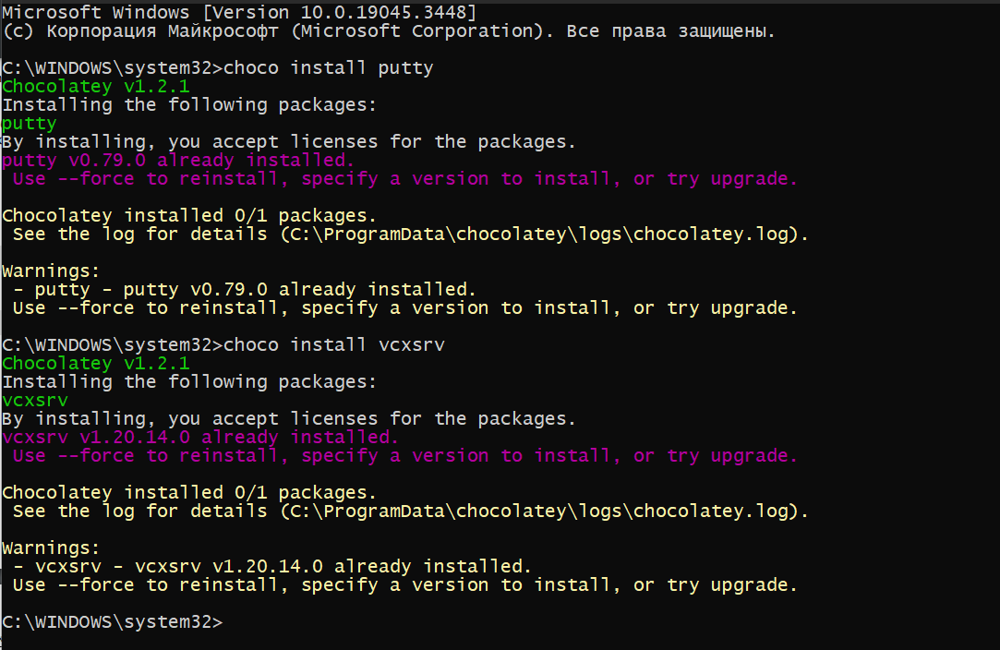 Microsoft Windows [Version 10.0.19045.3448]
(c) Корпорация Майкрософт (Microsoft Corporation). Все права защищены.
C:\WINDOWS\system32>choco install putty
Chocolatey v1.2.1
Installing the following packages:
putty
By installing, you accept licenses for the packages.
putty v0.79.0 already installed.
Use --force to reinstall, specify a version to install, or try upgrade.
Chocolatey installed 0/1 packages.
See the log for details (C:\ProgramData\chocolatey\logs\chocolatey.log).
Warnings:
- putty - putty v0.79.0 already installed.
Use --force to reinstall, specify a version to install, or try upgrade.
C:\WINDOWS\system32>choco install vcxsrv
Chocolatey v1.2.1
Installing the following packages:
vcxsrv
By installing, you accept licenses for the packages.
vcxsrv v1.20.14.0 already installed.
Use --force to reinstall, specify a version to install, or try upgrade.
Chocolatey installed 0/1 packages.
See the log for details (C:\ProgramData\chocolatey\logs\chocolatey.log).
Warnings:
- vcxsrv - vcxsrv v1.20.14.0 already installed.
Use --force to reinstall, specify a version to install, or try upgrade.
C:\WINDOWS\system32>